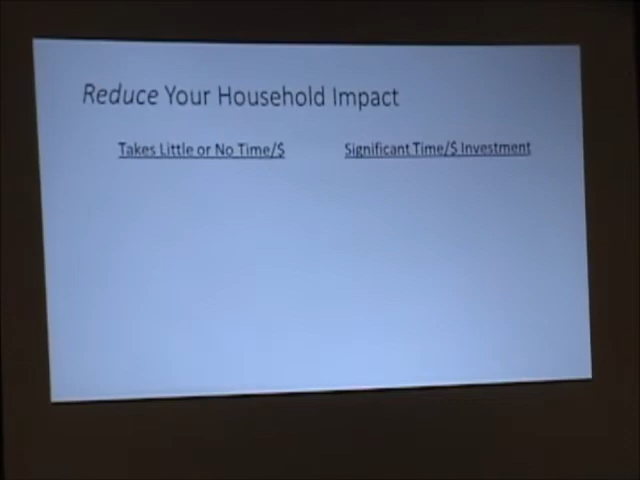 Reduce Your Household Impact
Takes Little or No Time/$
Significant Time/$ Investment